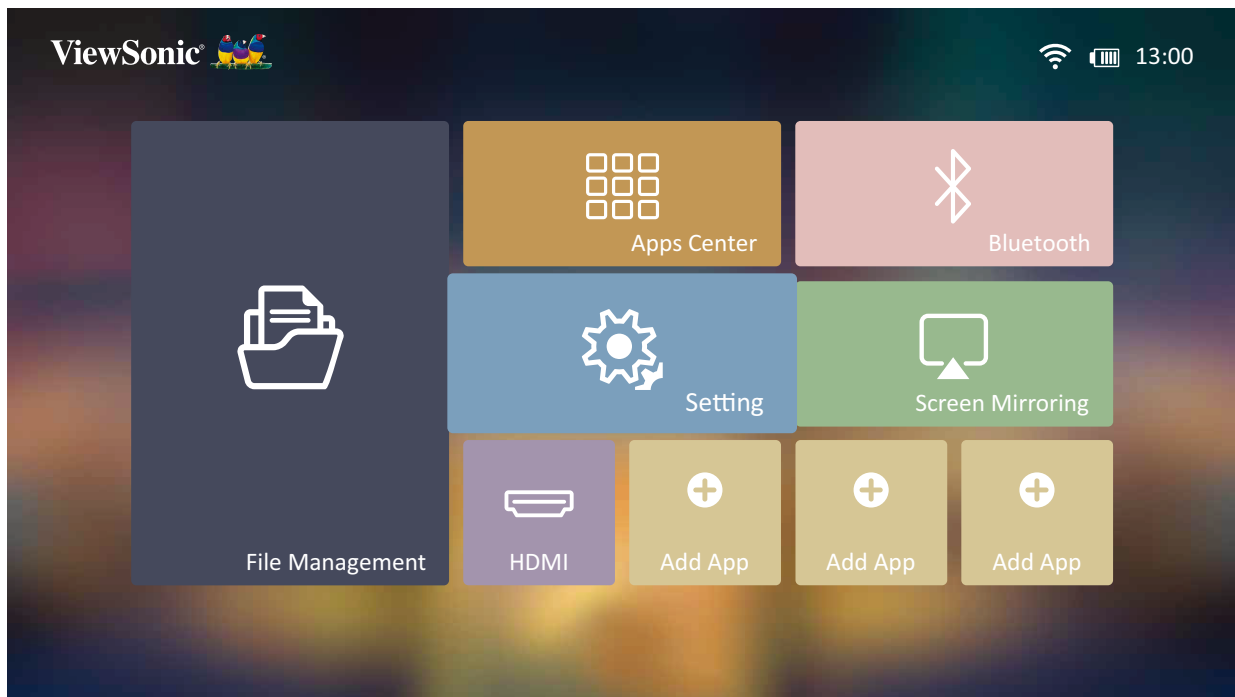 ViewSonic®
13:00
Apps Center
Bluetooth
Setting
Screen Mirroring
File Management
HDMI
Add App
Add App
Add App